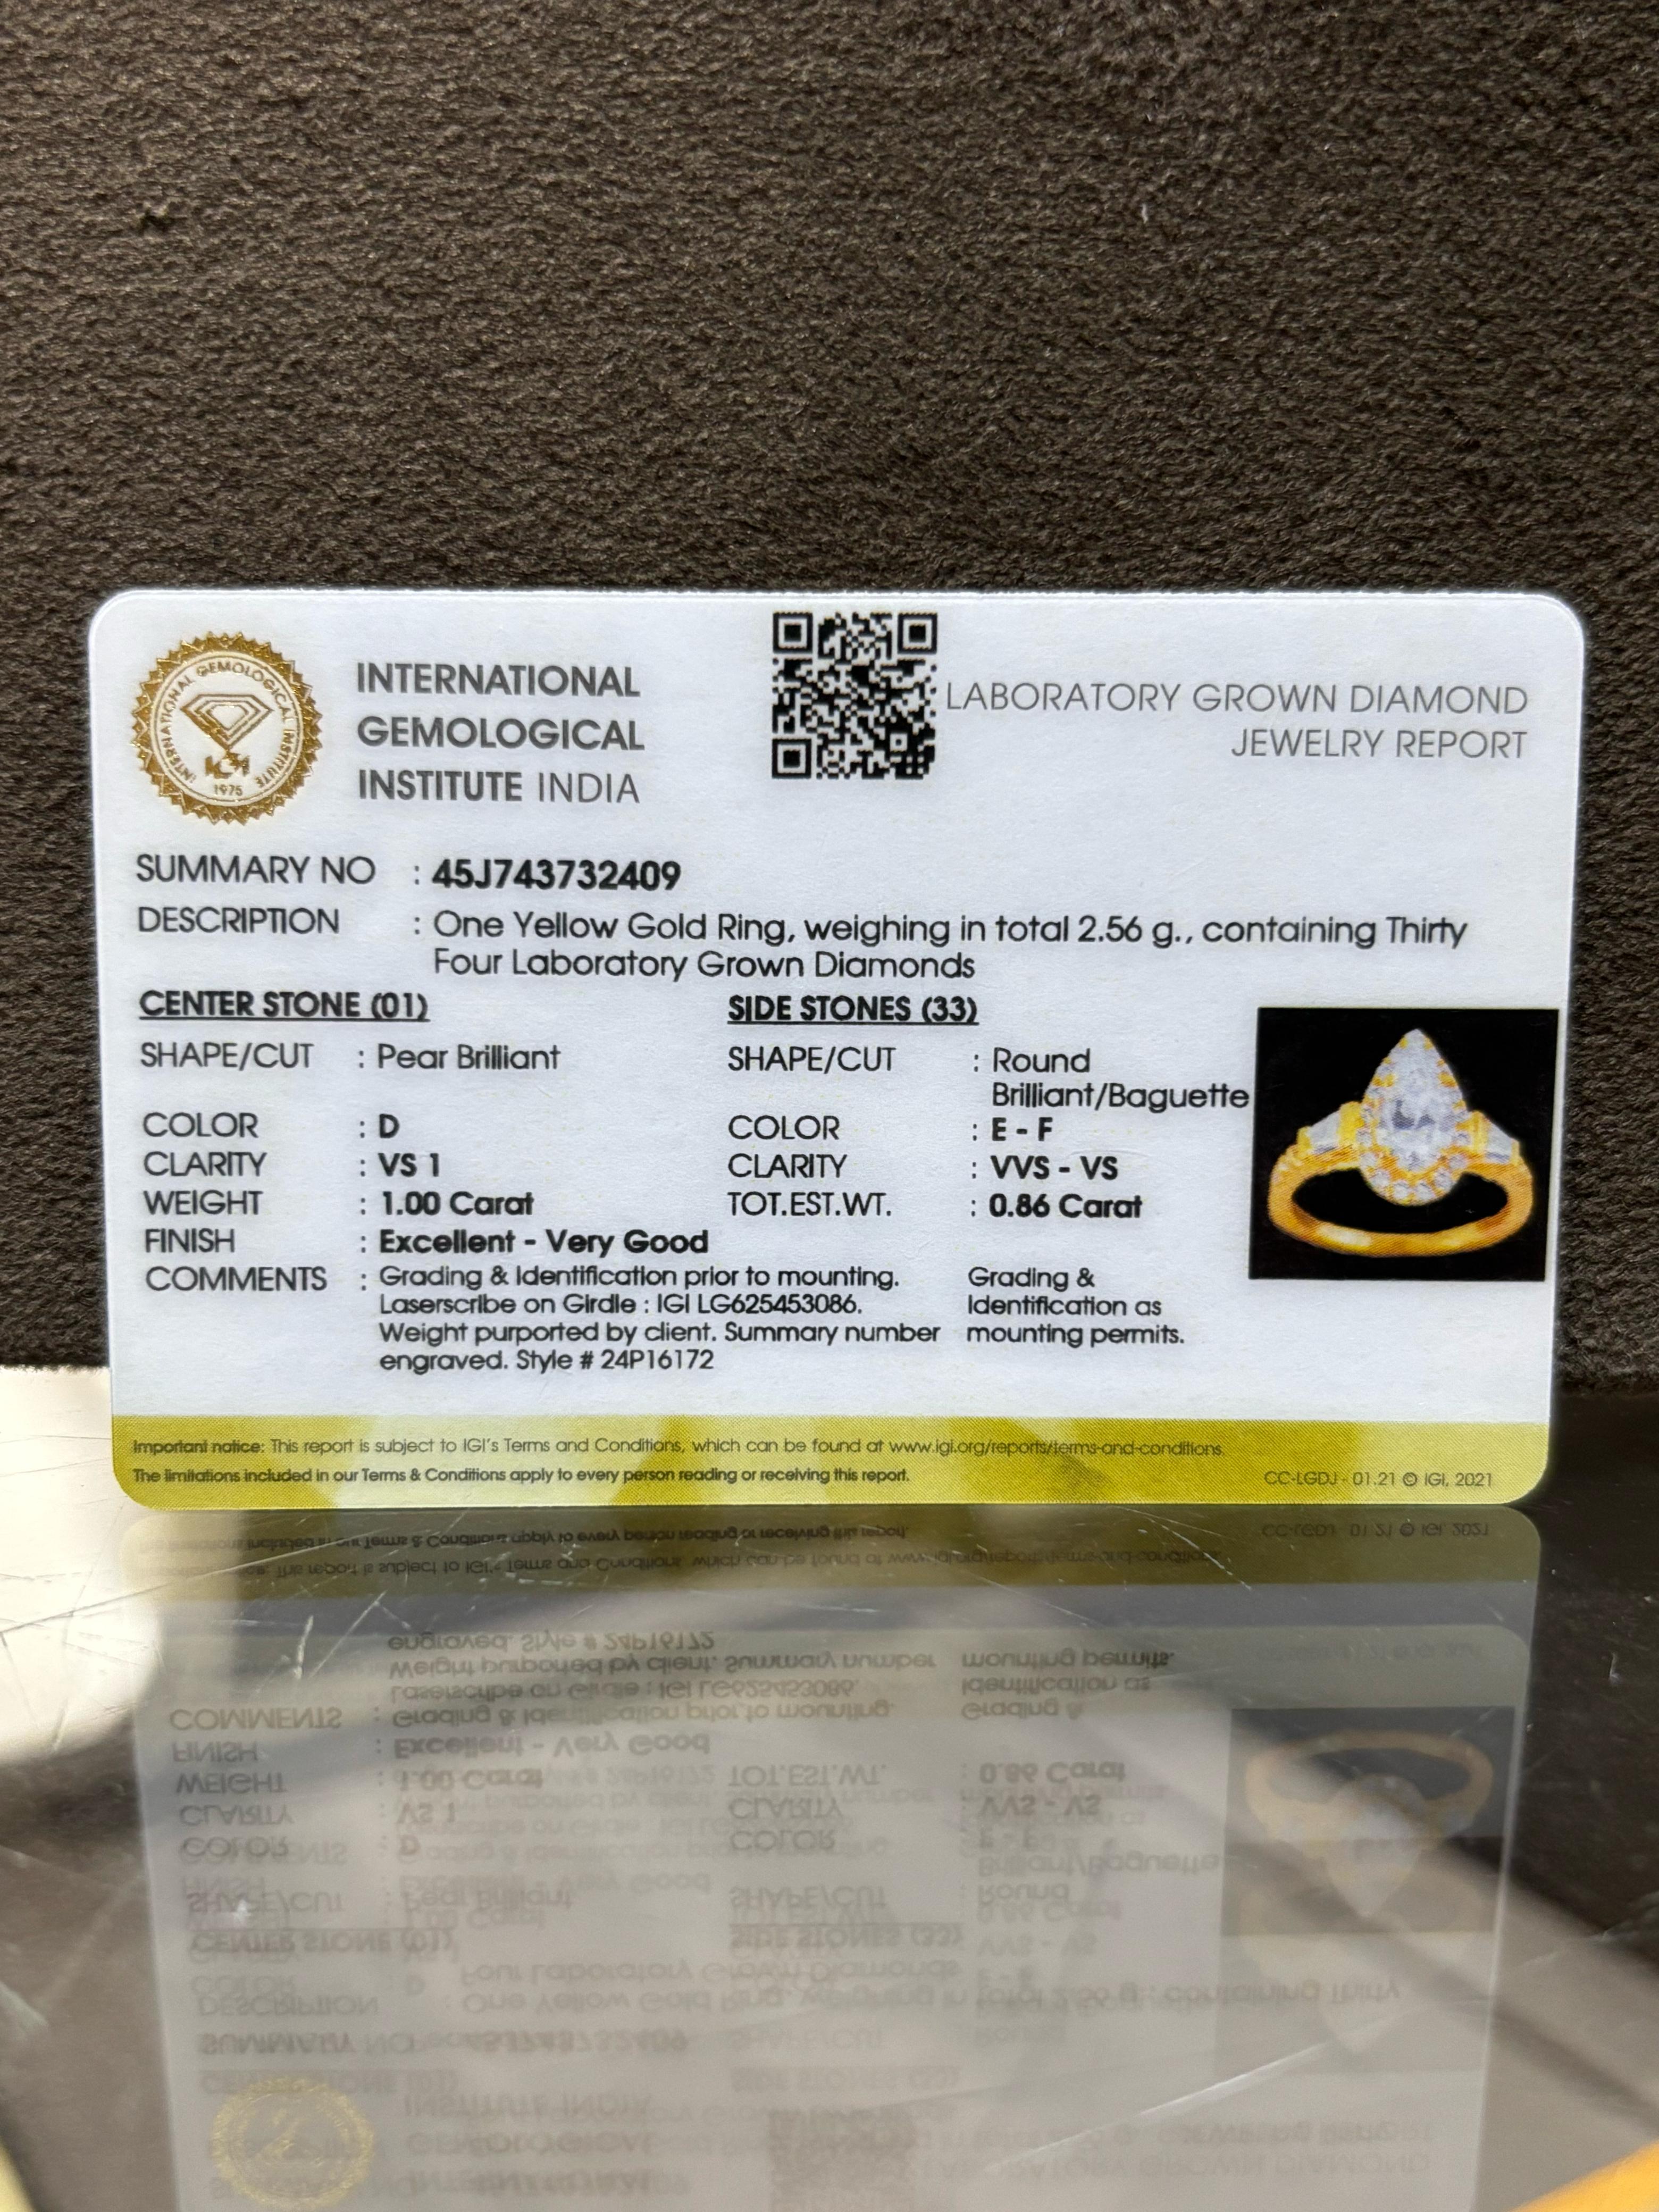 INTERNATIONAL GEMOLOGICAL INSTITUTE
IGI
1975
INTERNATIONAL
GEMOLOGICAL
INSTITUTE INDIA
LABORATORY GROWN DIAMOND
JEWELRY REPORT
SUMMARY NO : 45J743732409
DESCRIPTION : One Yellow Gold Ring, weighing in total 2.56 g., containing Thirty
Four Laboratory Grown Diamonds
CENTER STONE (01)
SHAPE/CUT : Pear Brilliant
COLOR : D
CLARITY : VS 1
WEIGHT : 1.00 Carat
FINISH : Excellent - Very Good
COMMENTS : Grading & Identification prior to mounting.
Laserscribe on Girdle : IGI LG625453086.
Weight purported by client. Summary number
engraved. Style # 24P16172
SIDE STONES (33)
SHAPE/CUT : Round
Brilliant/Baguette
COLOR : E - F
CLARITY : VVS - VS
TOT.EST.WT. : 0.86 Carat
Grading &
Identification as
mounting permits.
Important notice: This report is subject to IGI's Terms and Conditions, which can be found at www.igi.org/reports/terms-and-conditions.
The limitations included in our Terms & Conditions apply to every person reading or receiving this report.
CC-LGDJ - 01.21 © IGI, 2021